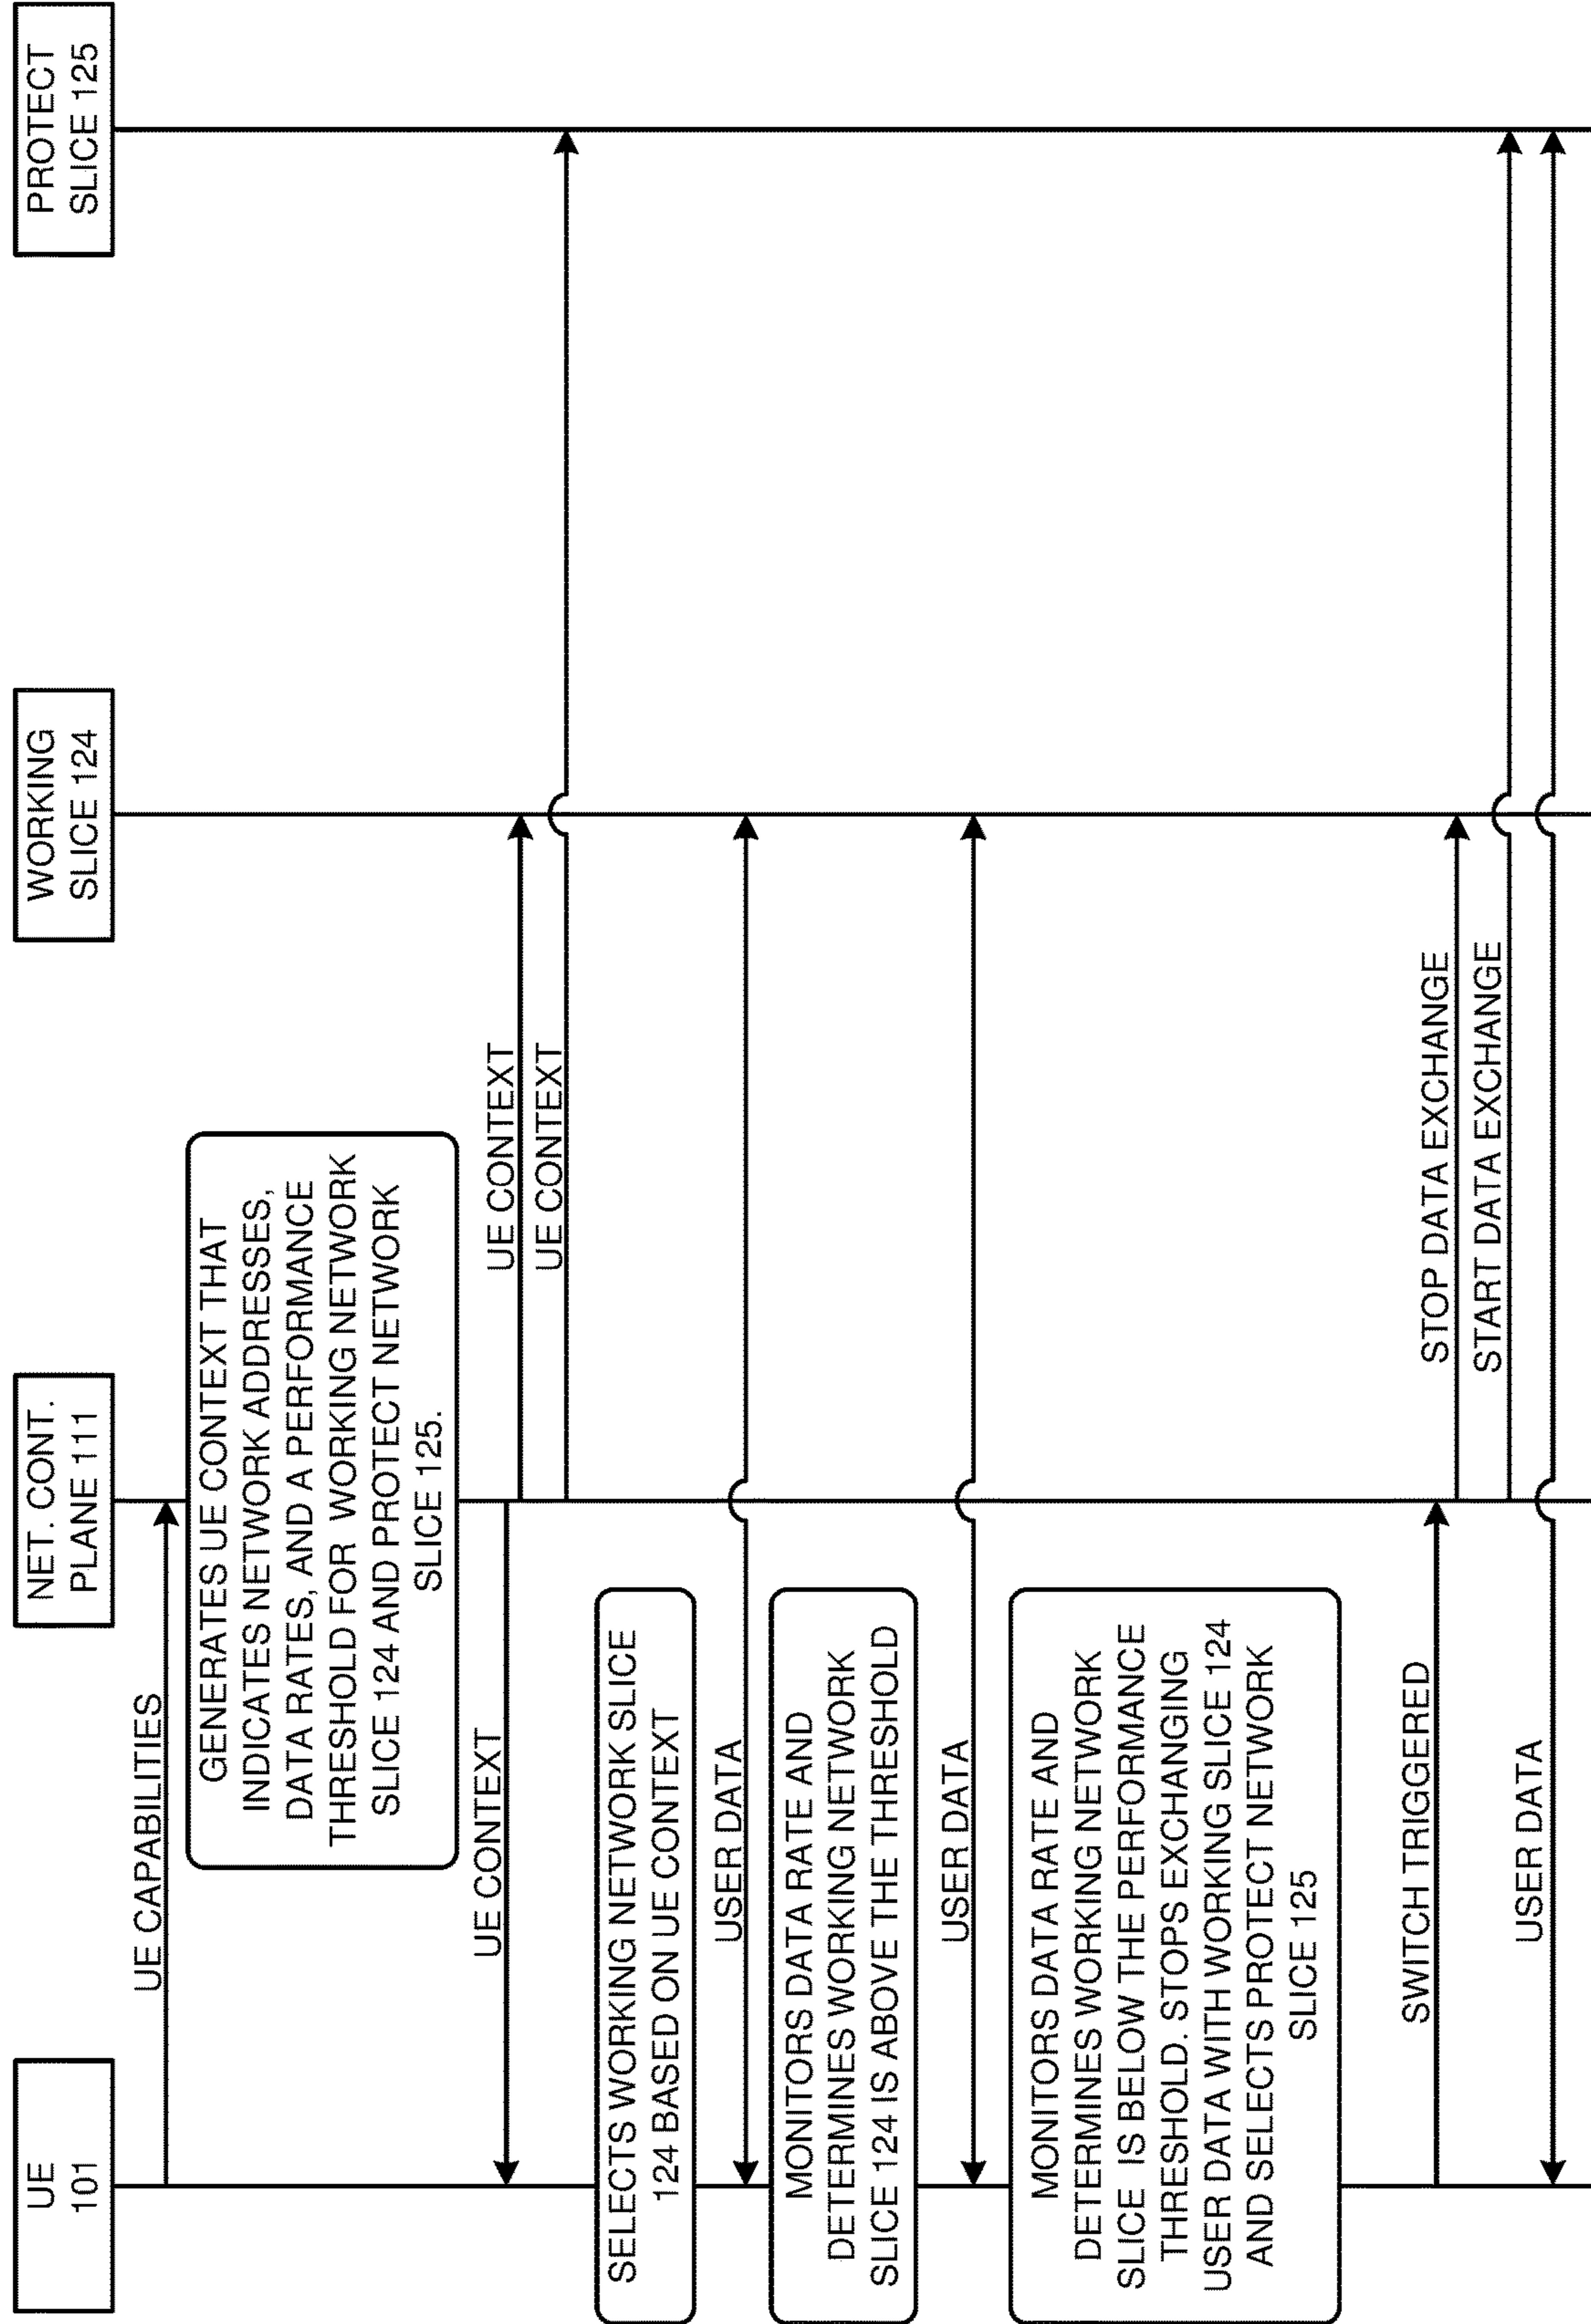 UE
101
NET. CONT.
PLANE 111
WORKING
SLICE 124
PROTECT
SLICE 125
UE CAPABILITIES
GENERATES UE CONTEXT THAT
INDICATES NETWORK ADDRESSES,
DATA RATES, AND A PERFORMANCE
THRESHOLD FOR WORKING NETWORK
SLICE 124 AND PROTECT NETWORK
SLICE 125.
UE CONTEXT
UE CONTEXT
UE CONTEXT
SELECTS WORKING NETWORK SLICE
124 BASED ON UE CONTEXT
USER DATA
MONITORS DATA RATE AND
DETERMINES WORKING NETWORK
SLICE 124 IS ABOVE THE THRESHOLD
USER DATA
MONITORS DATA RATE AND
DETERMINES WORKING NETWORK
SLICE IS BELOW THE PERFORMANCE
THRESHOLD. STOPS EXCHANGING
USER DATA WITH WORKING SLICE 124
AND SELECTS PROTECT NETWORK
SLICE 125
SWITCH TRIGGERED
STOP DATA EXCHANGE
START DATA EXCHANGE
USER DATA